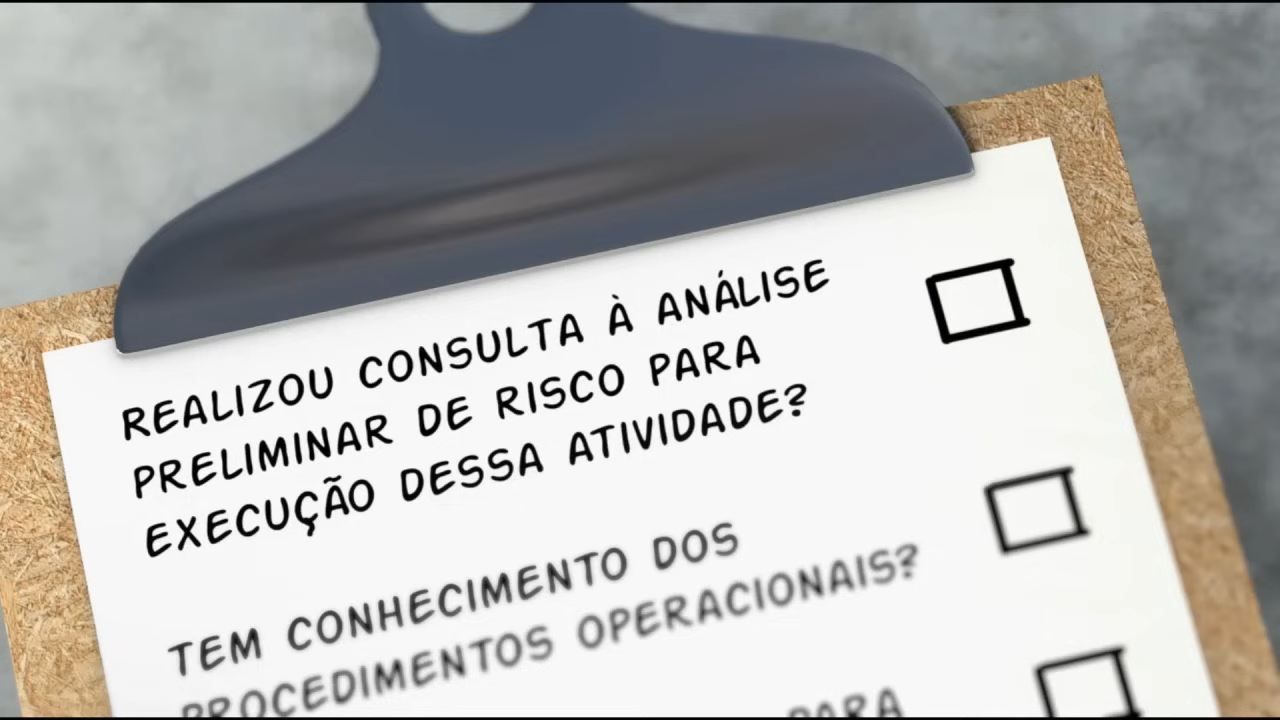 REALIZOU CONSULTA À ANÁLISE
PRELIMINAR DE RISCO PARA
EXECUÇÃO DESSA ATIVIDADE?
TEM CONHECIMENTO DOS
PROCEDIMENTOS OPERACIONAIS?
PARA